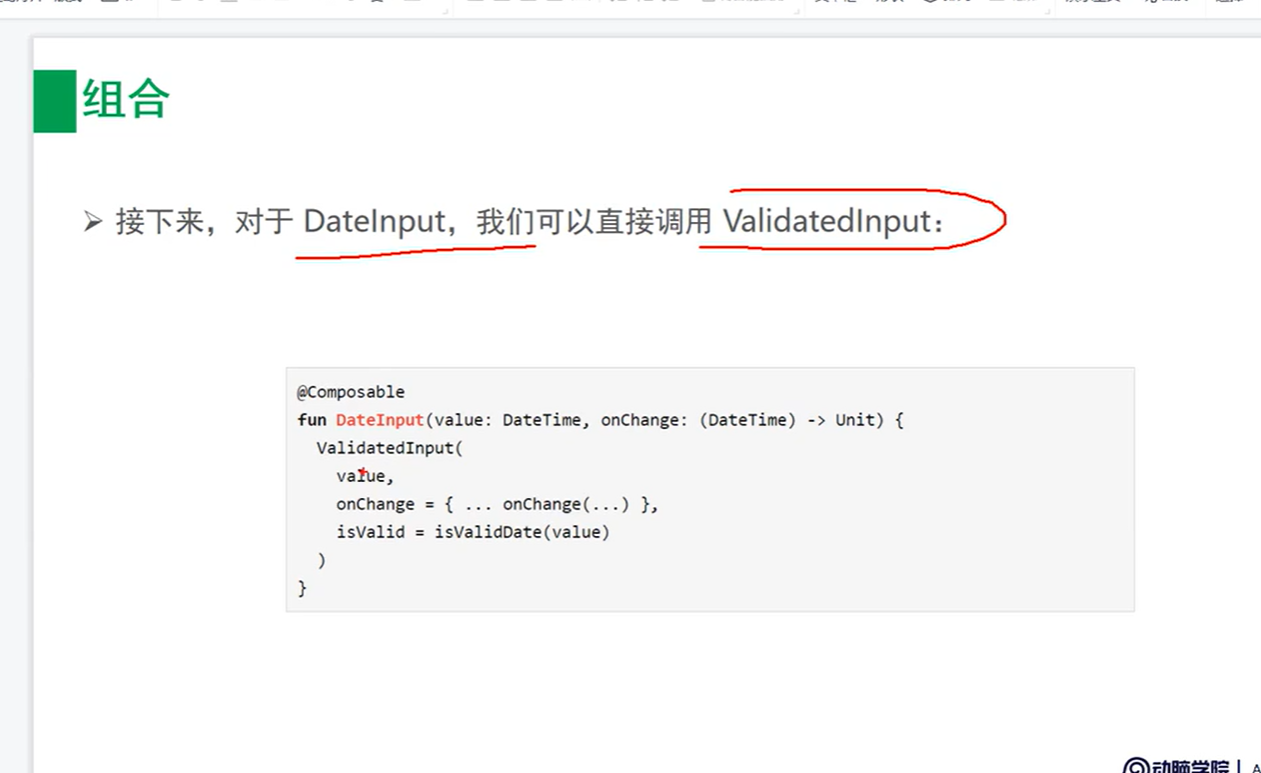 组合
接下来，对于 DateInput，我们可以直接调用 ValidatedInput：
@Composable
fun DateInput(value: DateTime, onChange: (DateTime) -> Unit) {
ValidatedInput(
value,
onChange = { ... onChange(...) },
isValid = isValidDate(value)
)
}
动脑学院